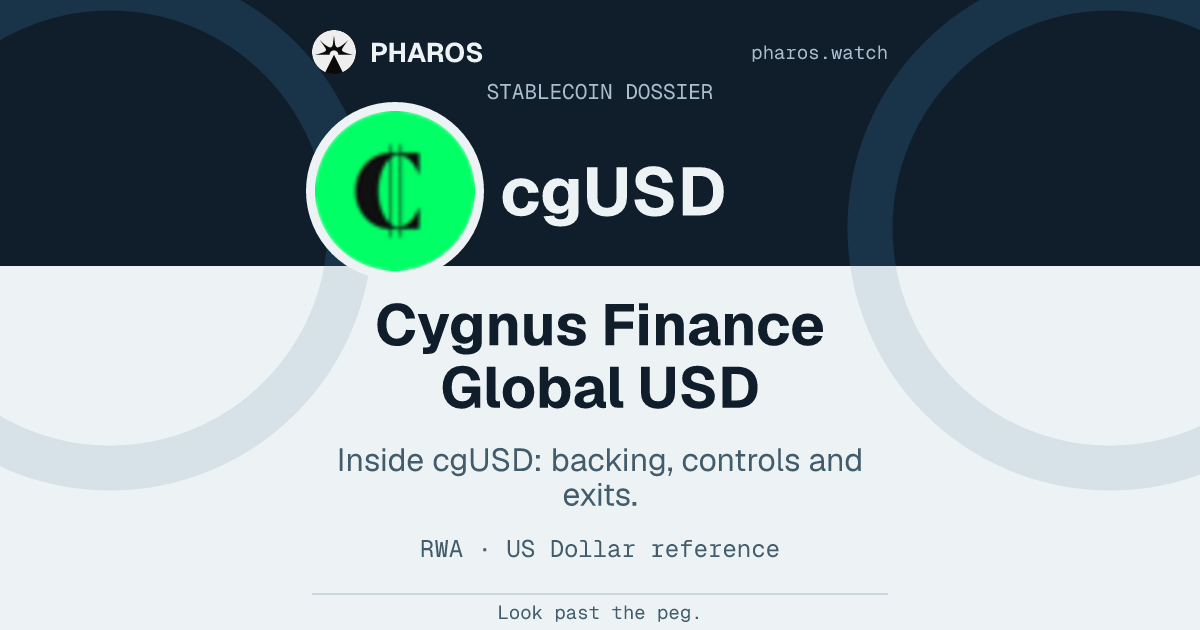 PHAROS
pharos.watch
STABLECOIN DOSSIER
cgUSD
Cygnus Finance
Global USD
Inside cgUSD: backing, controls and
exits.
RWA · US Dollar reference
Look past the peg.